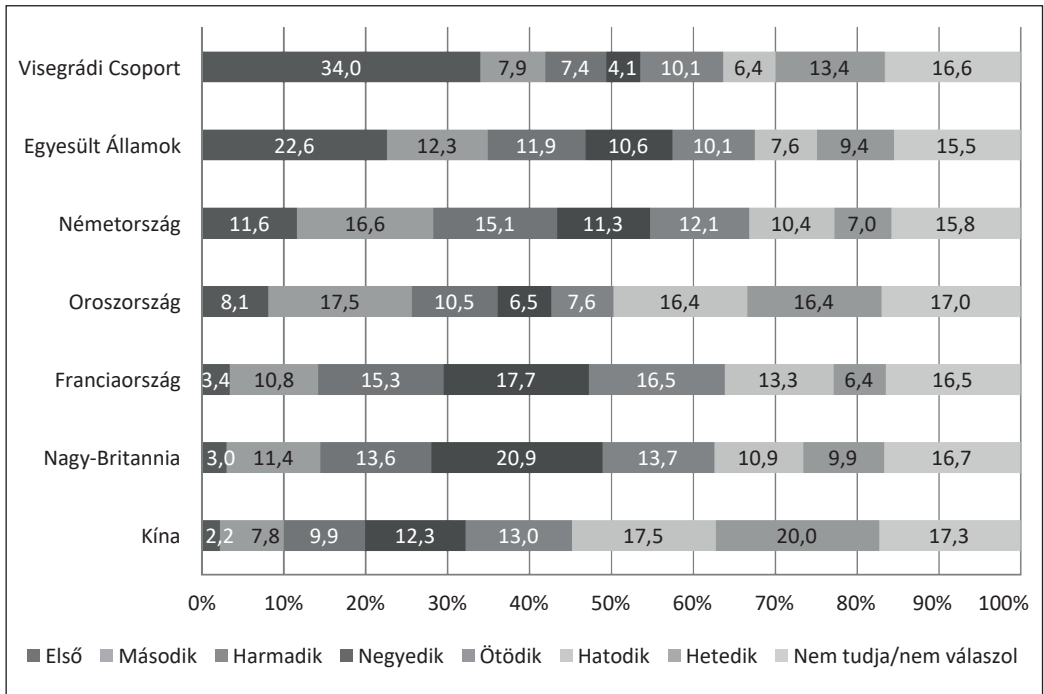 Visegrádi Csoport 34,0 7,9 7,4 4,1 10,1 6,4 13,4 16,6
Egyesült Államok 22,6 12,3 11,9 10,6 10,1 7,6 9,4 15,5
Németország 11,6 16,6 15,1 11,3 12,1 10,4 7,0 15,8
Oroszország 8,1 17,5 10,5 6,5 7,6 16,4 16,4 17,0
Franciaország 3,4 10,8 15,3 17,7 16,5 13,3 6,4 16,5
Nagy-Britannia 3,0 11,4 13,6 20,9 13,7 10,9 9,9 16,7
Kína 2,2 7,8 9,9 12,3 13,0 17,5 20,0 17,3
0% 10% 20% 30% 40% 50% 60% 70% 80% 90% 100%
Első Második Harmadik Negyedik Ötödik Hatodik Hetedik Nem tudja/nem válaszol